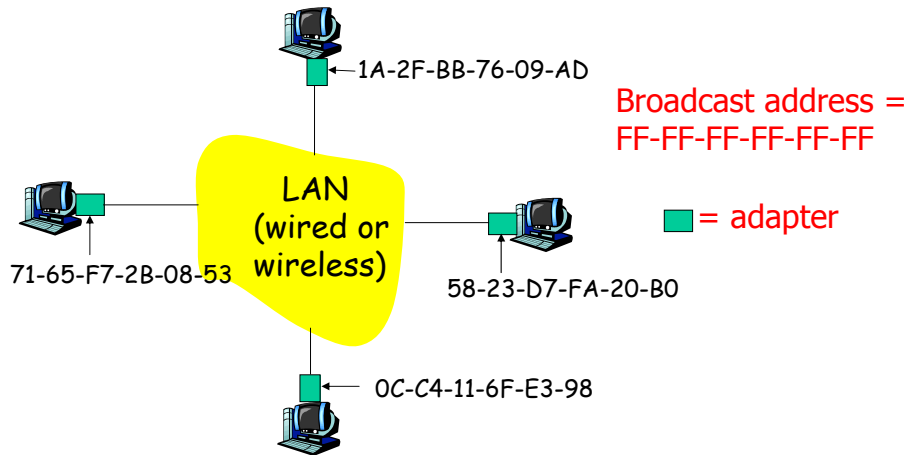 1A-2F-BB-76-09-AD
Broadcast address =
FF-FF-FF-FF-FF-FF
LAN
(wired or
wireless)
= adapter
71-65-F7-2B-08-53
58-23-D7-FA-20-B0
0C-C4-11-6F-E3-98